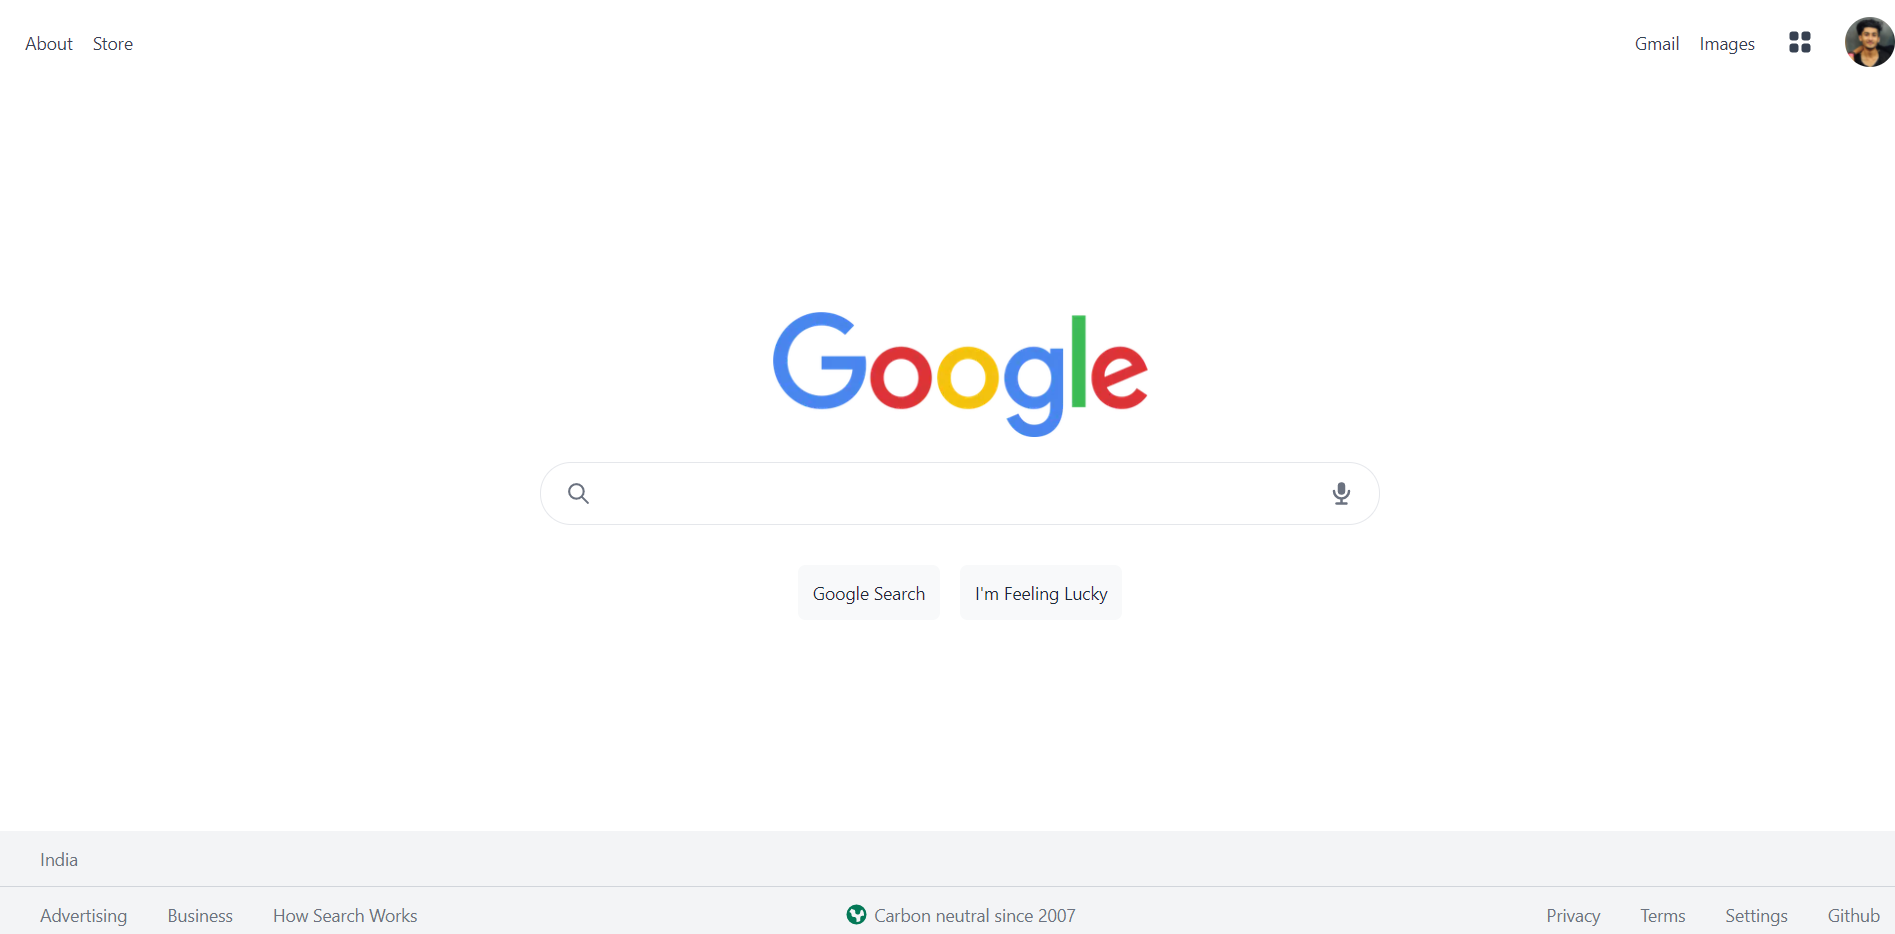 About Store Gmail Images
Google
Google Search I'm Feeling Lucky
India
Advertising Business How Search Works Carbon neutral since 2007 Privacy Terms Settings Github